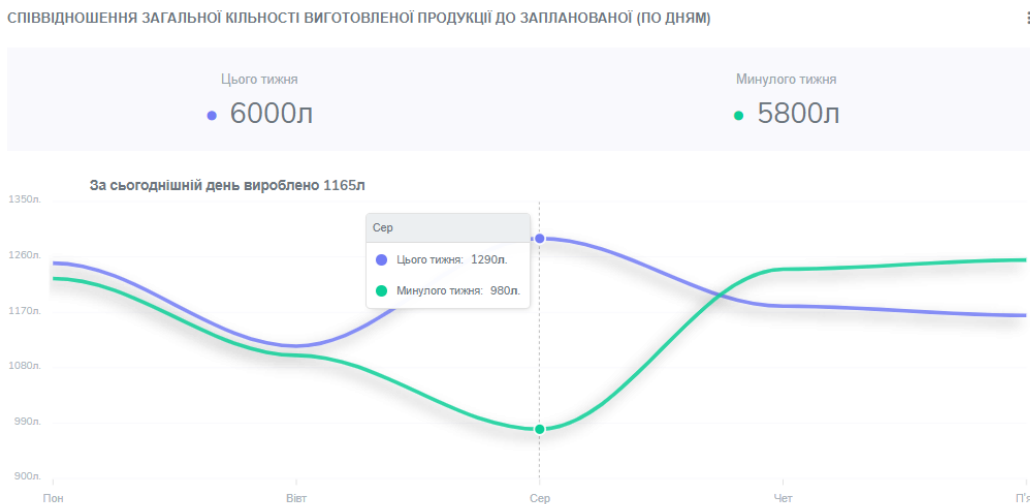 СПІВВІДНОШЕННЯ ЗАГАЛЬНОЇ КІЛЬКОСТІ ВИГОТОВЛЕНОЇ ПРОДУКЦІЇ ДО ЗАПЛАНОВАНОЇ (ПО ДНЯМ)
Цього тижня
6000л
Минулого тижня
5800л
За сьогоднішній день вироблено 1165л
1350л.
1260л.
1170л.
1080л.
990л.
900л.
Сер
Цього тижня: 1290л.
Минулого тижня: 980л.
Пон Вівт Сер Чет П'я